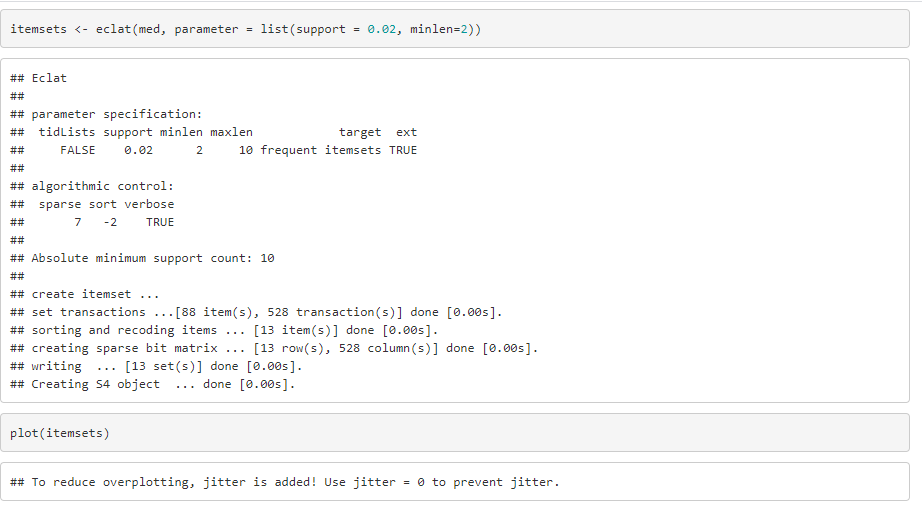 itemsets <- eclat(med, parameter = list(support = 0.02, minlen=2))
## Eclat
##
## parameter specification:
##  tidLists support minlen maxlen            target  ext
##     FALSE    0.02      2     10 frequent itemsets TRUE
##
## algorithmic control:
##  sparse sort verbose
##       7   -2    TRUE
##
## Absolute minimum support count: 10
##
## create itemset ...
## set transactions ...[88 item(s), 528 transaction(s)] done [0.00s].
## sorting and recoding items ... [13 item(s)] done [0.00s].
## creating sparse bit matrix ... [13 row(s), 528 column(s)] done [0.00s].
## writing  ... [13 set(s)] done [0.00s].
## Creating S4 object  ... done [0.00s].
plot(itemsets)
## To reduce overplotting, jitter is added! Use jitter = 0 to prevent jitter.